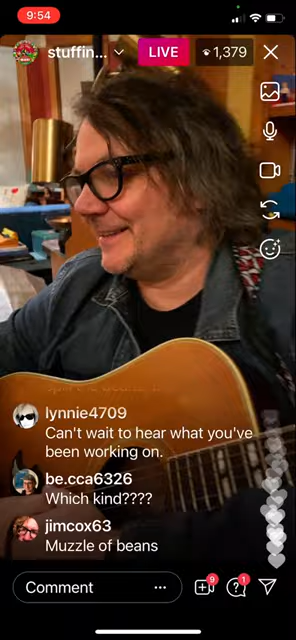 9:54
stuffin...
LIVE
1,379
lynnie4709
Can't wait to hear what you've
been working on.
be.cca6326
Which kind????
jimcox63
Muzzle of beans
Comment
9
1